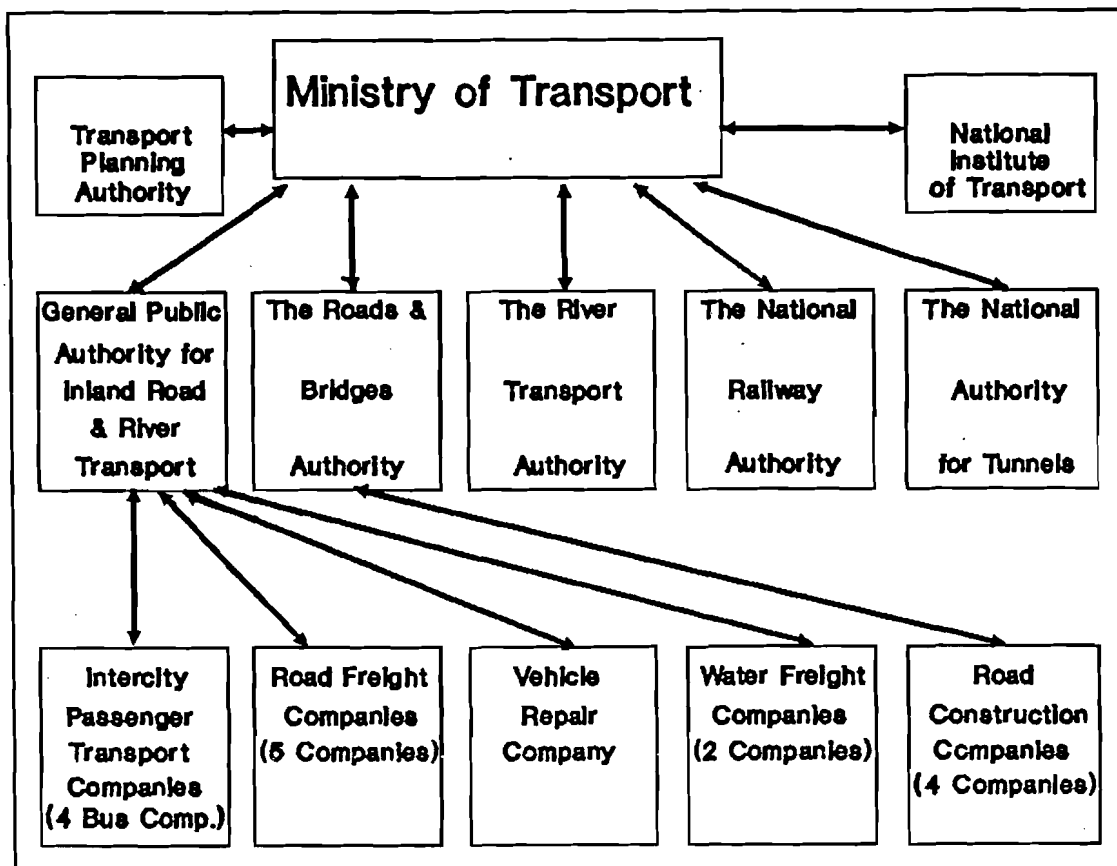 Ministry of Transport
Transport
Planning
Authority
National
Institute
of Transport
General Public
Authority for
Inland Road
& River
Transport
The Roads &
Bridges
Authority
The River
Transport
Authority
The National
Railway
Authority
The National
Authority
for Tunnels
Intercity
Passenger
Transport
Companies
(4 Bus Comp.)
Road Freight
Companies
(5 Companies)
Vehicle
Repair
Company
Water Freight
Companies
(2 Companies)
Road
Construction
Companies
(4 Companies)